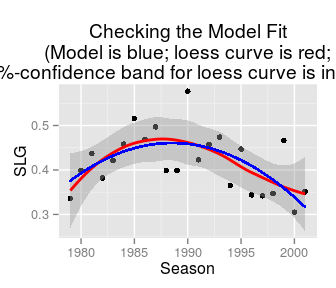 Checking the Model Fit
(Model is blue; loess curve is red;
%-confidence band for loess curve is in
SLG
0.5
0.4
0.3
1980 1985 1990 1995 2000
Season